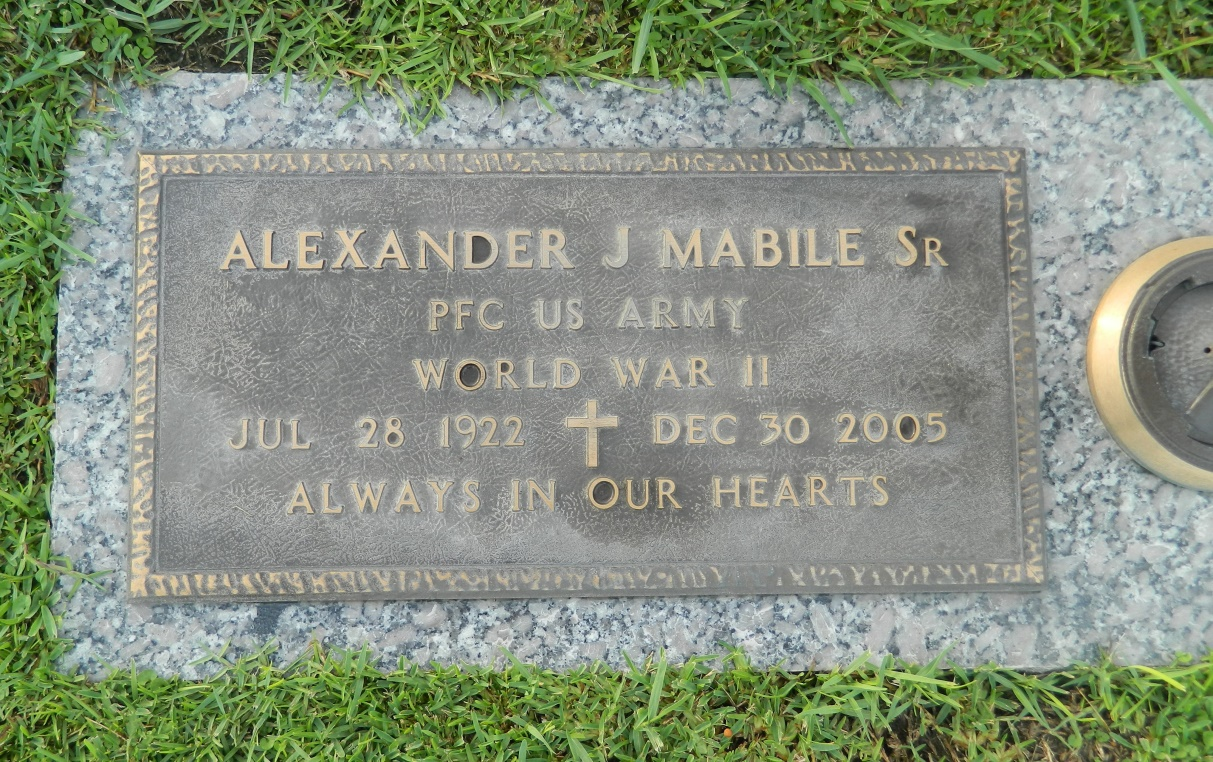 ALEXANDER J MABILE SR
PFC US ARMY
WORLD WAR II
JUL 28 1922 DEC 30 2005
ALWAYS IN OUR HEARTS